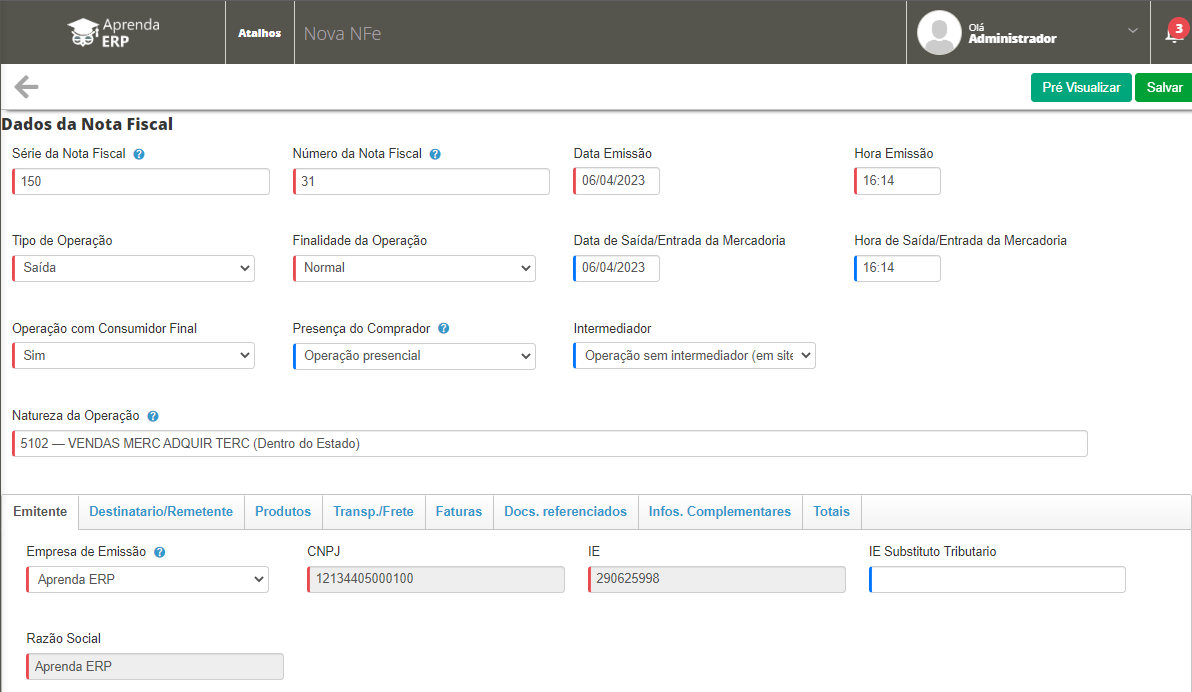 Aprenda
ERP
Atalhos
Nova NFe
Olá
Administrador
3
Pré Visualizar
Salvar
Dados da Nota Fiscal
Série da Nota Fiscal ?
Número da Nota Fiscal ?
Data Emissão
Hora Emissão
150
31
06/04/2023
16:14
Tipo de Operação
Finalidade da Operação
Data de Saída/Entrada da Mercadoria
Hora de Saída/Entrada da Mercadoria
Saída
Normal
06/04/2023
16:14
Operação com Consumidor Final
Presença do Comprador ?
Intermediador
Sim
Operação presencial
Operação sem intermediador (em site
Natureza da Operação ?
5102 — VENDAS MERC ADQUIR TERC (Dentro do Estado)
Emitente
Destinatario/Remetente
Produtos
Transp./Frete
Faturas
Docs. referenciados
Infos. Complementares
Totais
Empresa de Emissão ?
CNPJ
IE
IE Substituto Tributario
Aprenda ERP
12134405000100
290625998
Razão Social
Aprenda ERP